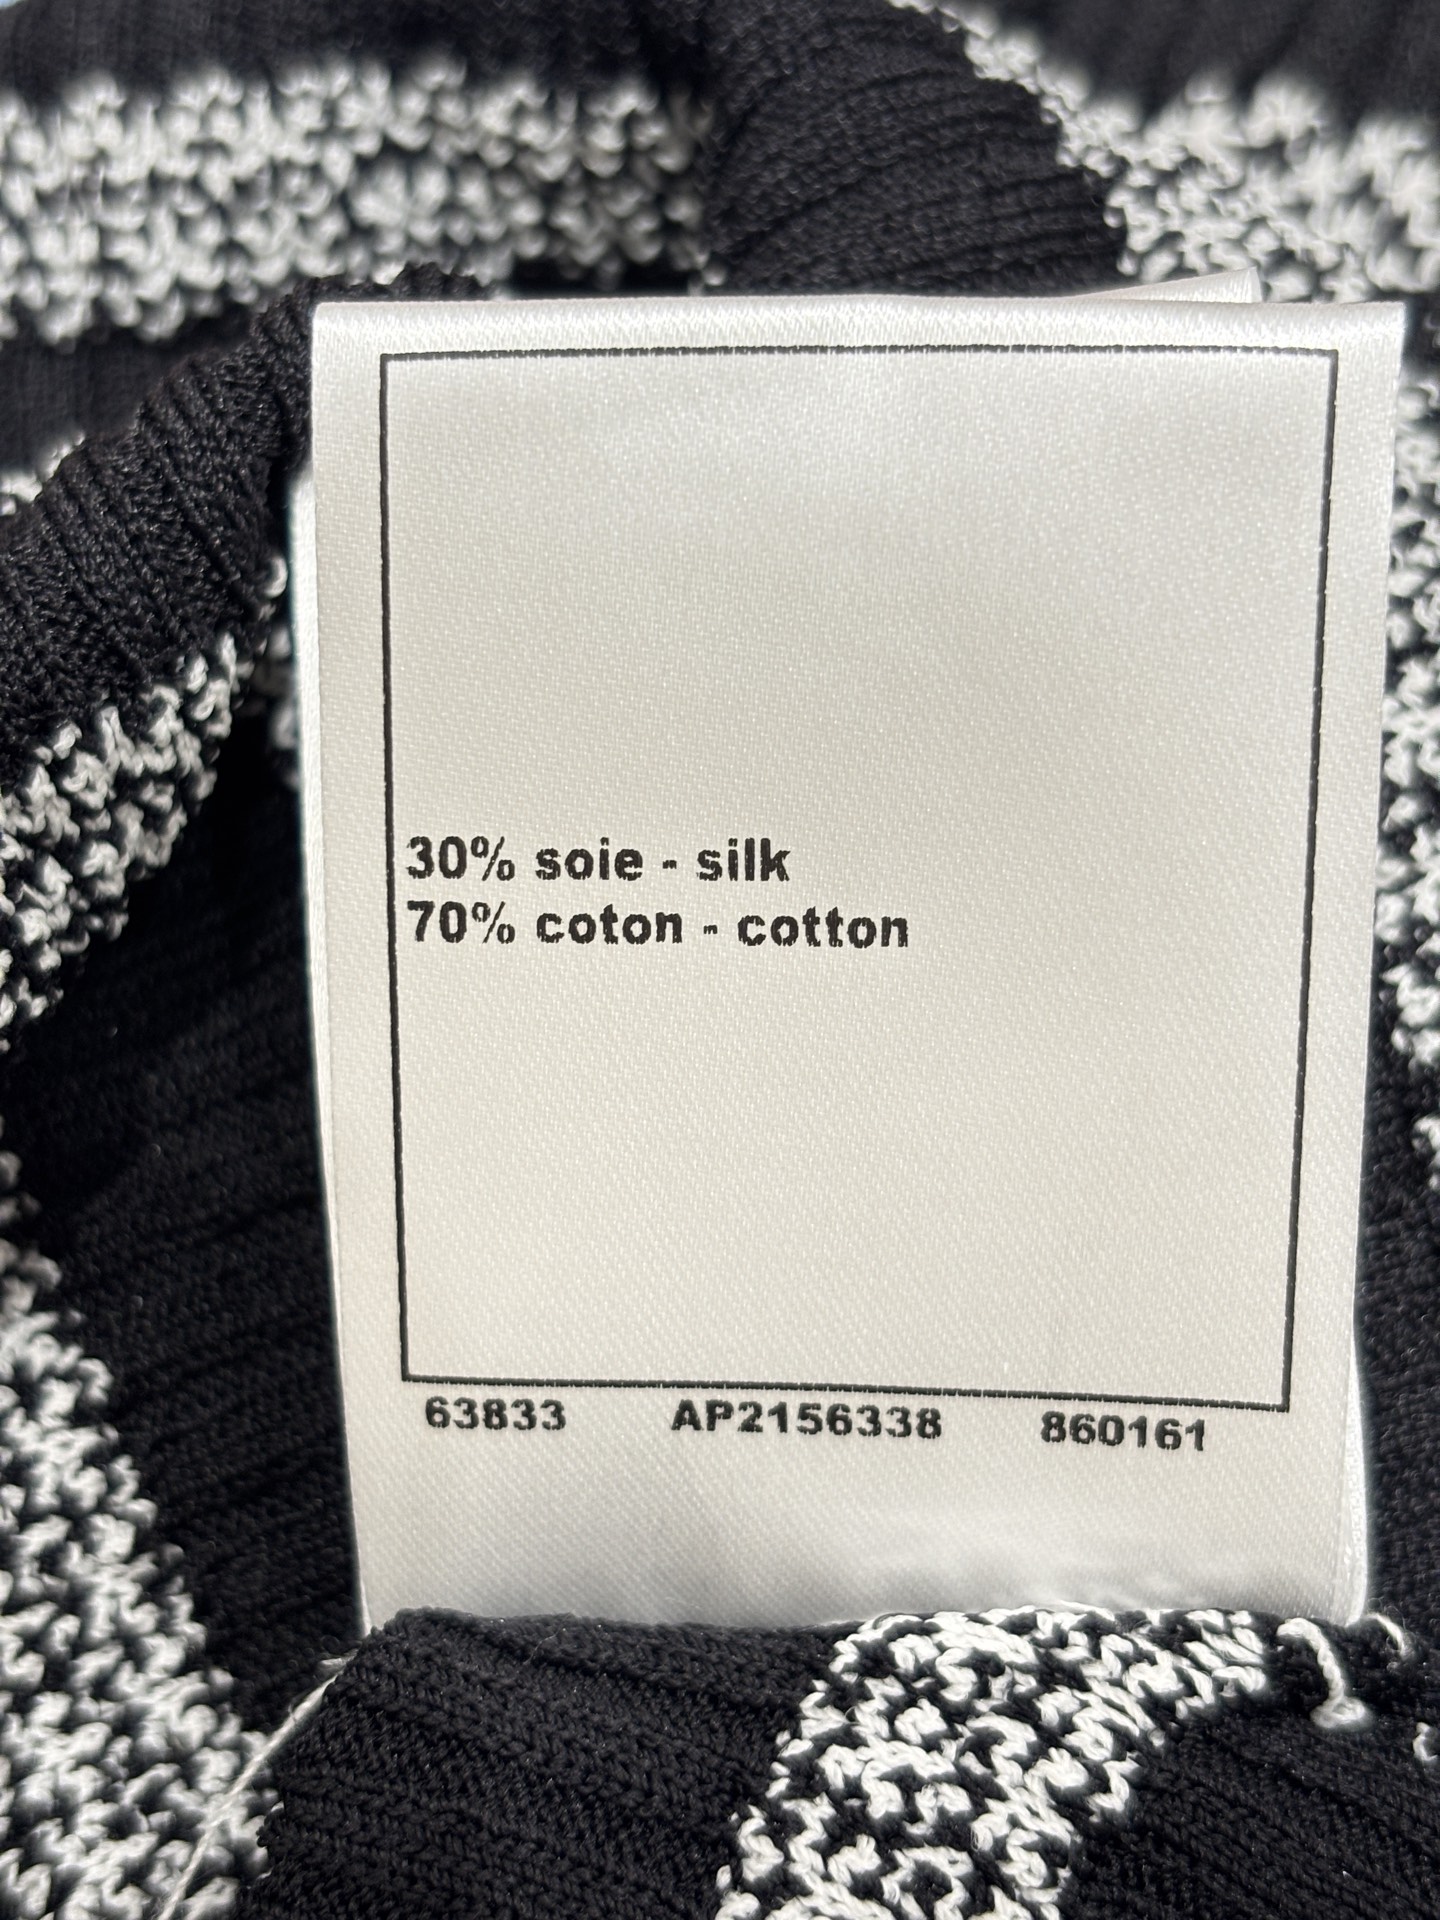 30% soie - silk
70% coton - cotton
63833 AP2156338 860161